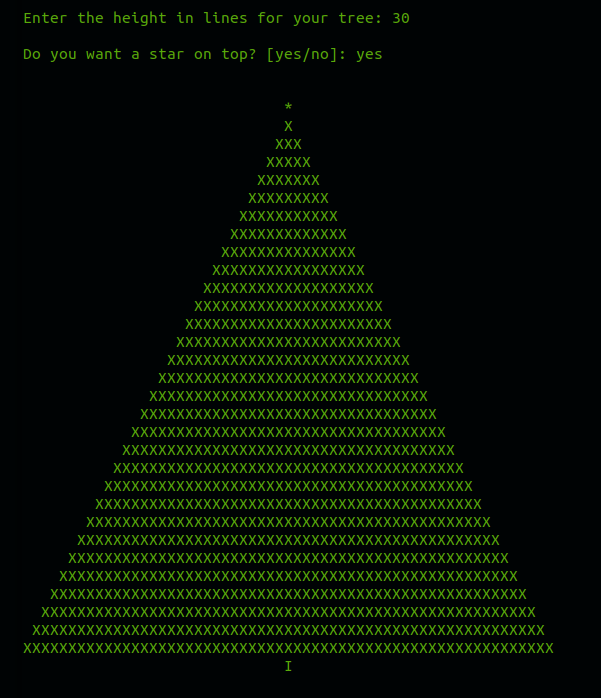 Enter the height in lines for your tree: 30
Do you want a star on top? [yes/no]: yes
                             *
                             X
                            XXX
                           XXXXX
                          XXXXXXX
                         XXXXXXXXX
                        XXXXXXXXXXX
                       XXXXXXXXXXXXX
                      XXXXXXXXXXXXXXX
                     XXXXXXXXXXXXXXXXX
                    XXXXXXXXXXXXXXXXXXX
                   XXXXXXXXXXXXXXXXXXXXX
                  XXXXXXXXXXXXXXXXXXXXXXX
                 XXXXXXXXXXXXXXXXXXXXXXXXX
                XXXXXXXXXXXXXXXXXXXXXXXXXXX
               XXXXXXXXXXXXXXXXXXXXXXXXXXXXX
              XXXXXXXXXXXXXXXXXXXXXXXXXXXXXXX
             XXXXXXXXXXXXXXXXXXXXXXXXXXXXXXXXX
            XXXXXXXXXXXXXXXXXXXXXXXXXXXXXXXXXXX
           XXXXXXXXXXXXXXXXXXXXXXXXXXXXXXXXXXXXX
          XXXXXXXXXXXXXXXXXXXXXXXXXXXXXXXXXXXXXXX
         XXXXXXXXXXXXXXXXXXXXXXXXXXXXXXXXXXXXXXXXX
        XXXXXXXXXXXXXXXXXXXXXXXXXXXXXXXXXXXXXXXXXXX
       XXXXXXXXXXXXXXXXXXXXXXXXXXXXXXXXXXXXXXXXXXXXX
      XXXXXXXXXXXXXXXXXXXXXXXXXXXXXXXXXXXXXXXXXXXXXXX
     XXXXXXXXXXXXXXXXXXXXXXXXXXXXXXXXXXXXXXXXXXXXXXXXX
    XXXXXXXXXXXXXXXXXXXXXXXXXXXXXXXXXXXXXXXXXXXXXXXXXXX
   XXXXXXXXXXXXXXXXXXXXXXXXXXXXXXXXXXXXXXXXXXXXXXXXXXXXX
  XXXXXXXXXXXXXXXXXXXXXXXXXXXXXXXXXXXXXXXXXXXXXXXXXXXXXXX
 XXXXXXXXXXXXXXXXXXXXXXXXXXXXXXXXXXXXXXXXXXXXXXXXXXXXXXXXX
XXXXXXXXXXXXXXXXXXXXXXXXXXXXXXXXXXXXXXXXXXXXXXXXXXXXXXXXXXX
                             I